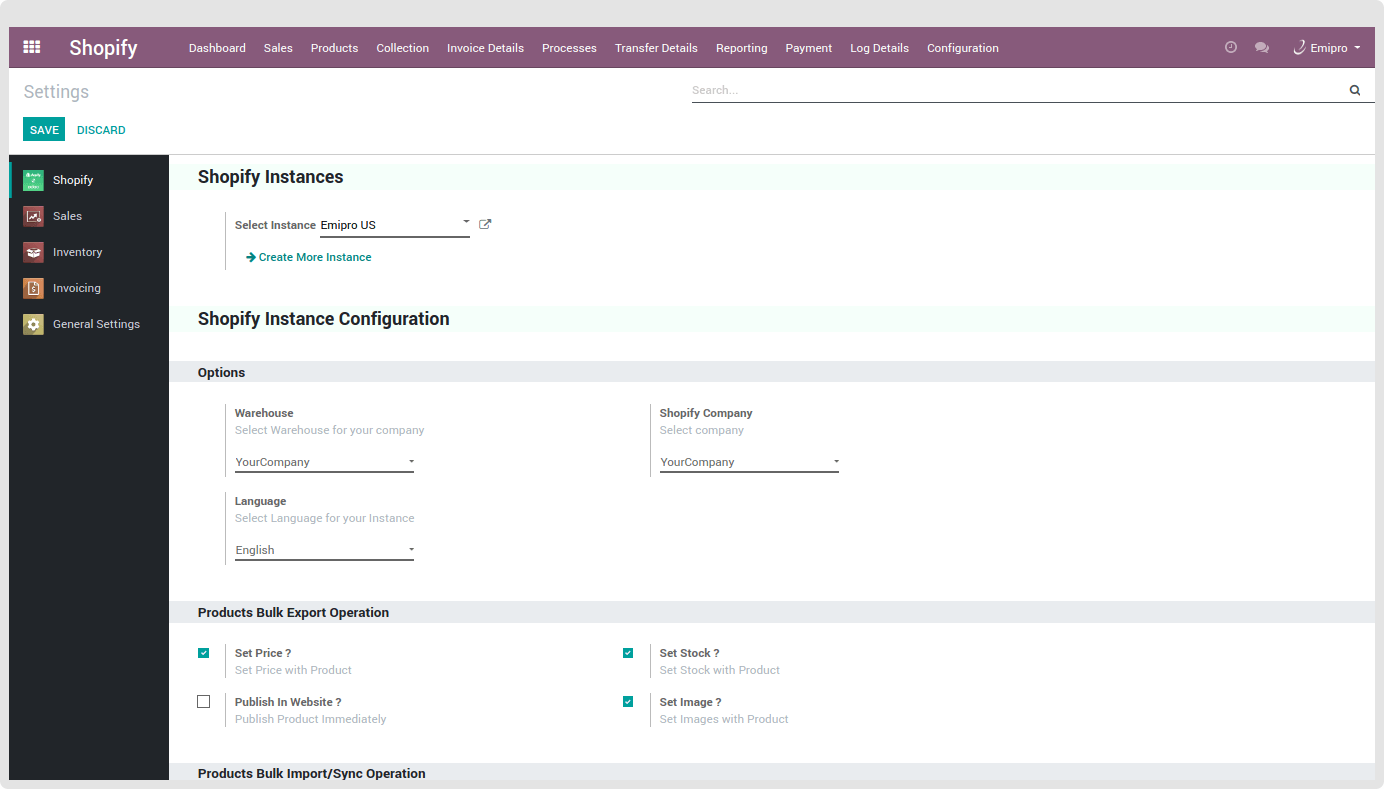 Shopify Dashboard Sales Products Collection Invoice Details Processes Transfer Details Reporting Payment Log Details Configuration Emipro
Settings Search...
SAVE DISCARD
Shopify
Sales
Inventory
Invoicing
General Settings
Shopify Instances
Select Instance Emipro US
Create More Instance
Shopify Instance Configuration
Options
Warehouse Shopify Company
Select Warehouse for your company Select company
YourCompany YourCompany
Language
Select Language for your Instance
English
Products Bulk Export Operation
Set Price ? Set Stock ?
Set Price with Product Set Stock with Product
Publish In Website ? Set Image ?
Publish Product Immediately Set Images with Product
Products Bulk Import/Sync Operation